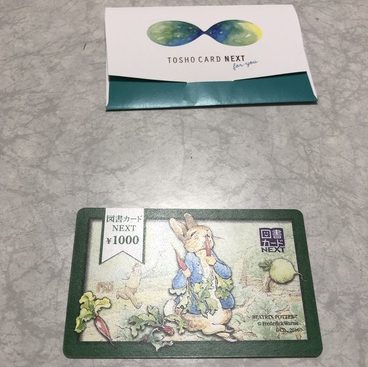 TOSHO CARD NEXT
for you
図書カード
NEXT
¥1000
図書
カード
NEXT
BEATRIX POTTER™
© Frederick Warne